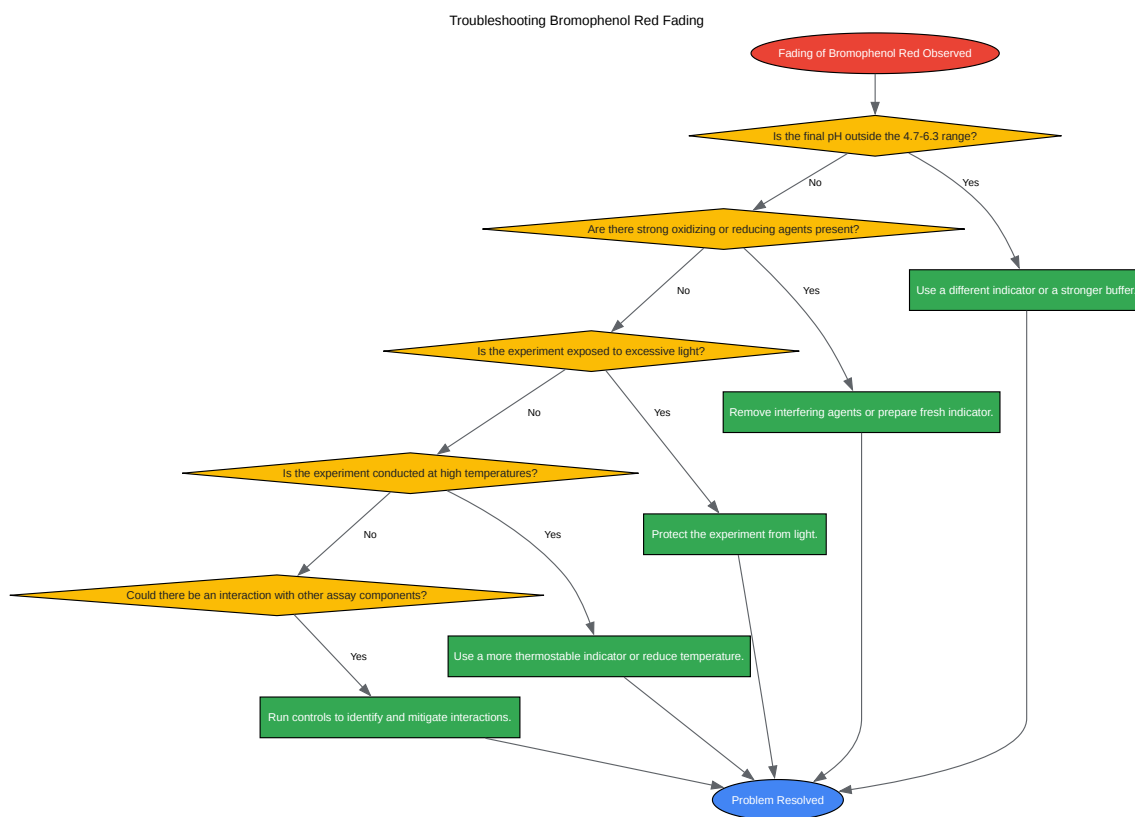 Troubleshooting Bromophenol Red Fading
Fading of Bromophenol Red Observed
Is the final pH outside the 4.7-6.3 range?
No
Yes
Are there strong oxidizing or reducing agents present?
Use a different indicator or a stronger buffer.
No
Yes
Is the experiment exposed to excessive light?
Remove interfering agents or prepare fresh indicator.
No
Yes
Is the experiment conducted at high temperatures?
Protect the experiment from light.
No
Yes
Could there be an interaction with other assay components?
Use a more thermostable indicator or reduce temperature.
Yes
Run controls to identify and mitigate interactions.
Problem Resolved